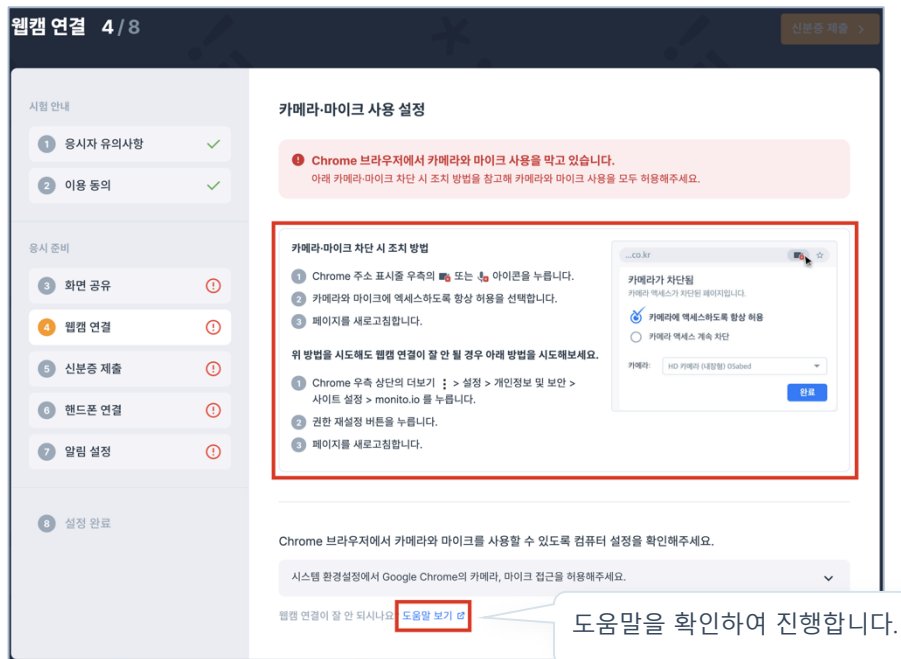 웹캠 연결 4/8
신분증 제출 >
시험 안내
1 응시자 유의사항
2 이용 동의
응시 준비
3 화면 공유
4 웹캠 연결
5 신분증 제출
6 핸드폰 연결
7 알림 설정
8 설정 완료
카메라·마이크 사용 설정
Chrome 브라우저에서 카메라와 마이크 사용을 막고 있습니다.
아래 카메라·마이크 차단 시 조치 방법을 참고해 카메라와 마이크 사용을 모두 허용해주세요.
카메라·마이크 차단 시 조치 방법
1 Chrome 주소 표시줄 우측의 또는 아이콘을 누릅니다.
2 카메라와 마이크에 엑세스하도록 항상 허용을 선택합니다.
3 페이지를 새로고침합니다.
위 방법을 시도해도 웹캠 연결이 잘 안 될 경우 아래 방법을 시도해보세요.
1 Chrome 우측 상단의 더보기 ⋮ > 설정 > 개인정보 및 보안 >
사이트 설정 > monito.io 를 누릅니다.
2 권한 재설정 버튼을 누릅니다.
3 페이지를 새로고침합니다.
...co.kr
카메라가 차단됨
카메라 액세스가 차단된 페이지입니다.
카메라에 액세스하도록 항상 허용
카메라 액세스 계속 차단
카메라: HD 카메라 (내장형) 05abed
완료
Chrome 브라우저에서 카메라와 마이크를 사용할 수 있도록 컴퓨터 설정을 확인해주세요.
시스템 환경설정에서 Google Chrome의 카메라, 마이크 접근을 허용해주세요.
웹캠 연결이 잘 안 되시나요 도움말 보기
도움말을 확인하여 진행합니다.